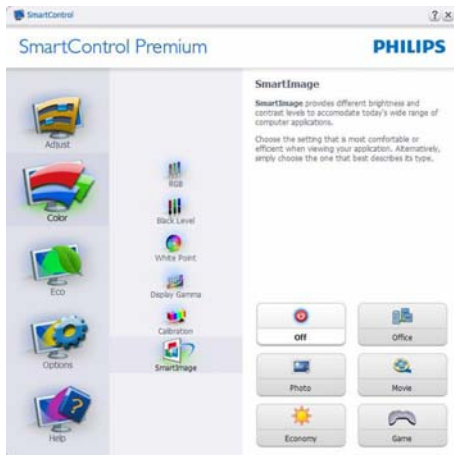 SmartControl
SmartControl Premium
PHILIPS
Adjust
Color
Eco
Options
Help
RGB
Black Level
White Point
Display Gamma
Calibration
SmartImage
SmartImage
SmartImage provides different brightness and
contrast levels to accomodate today's wide range of
computer applications.
Choose the setting that is most comfortable or
efficient when viewing your application. Alternatively,
simply choose the one that best describes its type.
Off
Office
Photo
Movie
Economy
Game